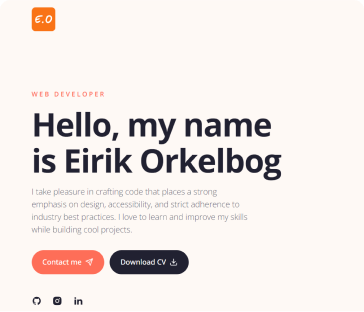 E.O
WEB DEVELOPER
Hello, my name
is Eirik Orkelbog
I take pleasure in crafting code that places a strong
emphasis on design, accessibility, and strict adherence to
industry best practices. I love to learn and improve my skills
while building cool projects.
Contact me
Download CV